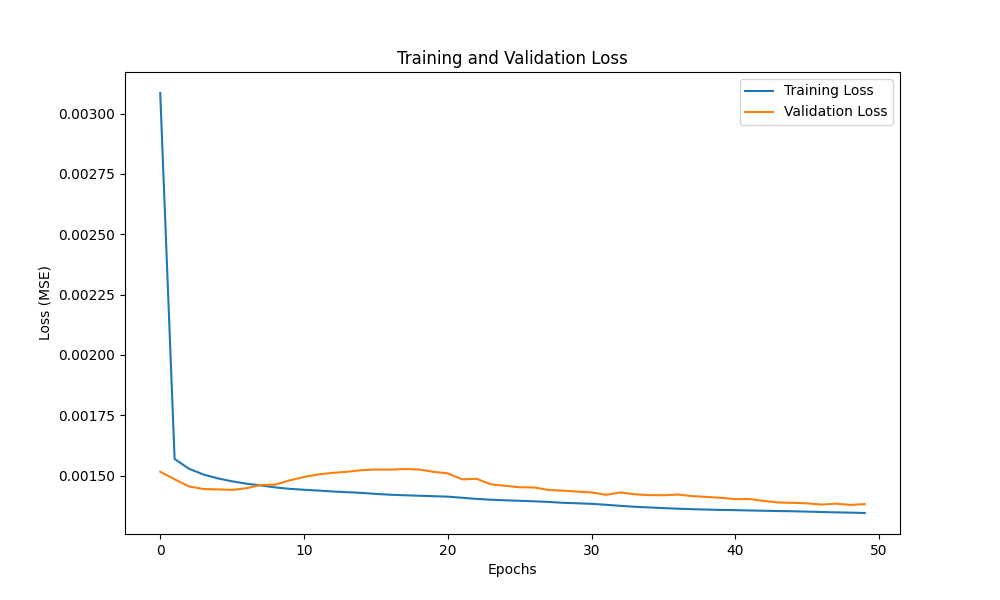 Training and Validation Loss
Training Loss
Validation Loss
0.00300
0.00275
0.00250
0.00225
0.00200
0.00175
0.00150
Loss (MSE)
0 10 20 30 40 50
Epochs